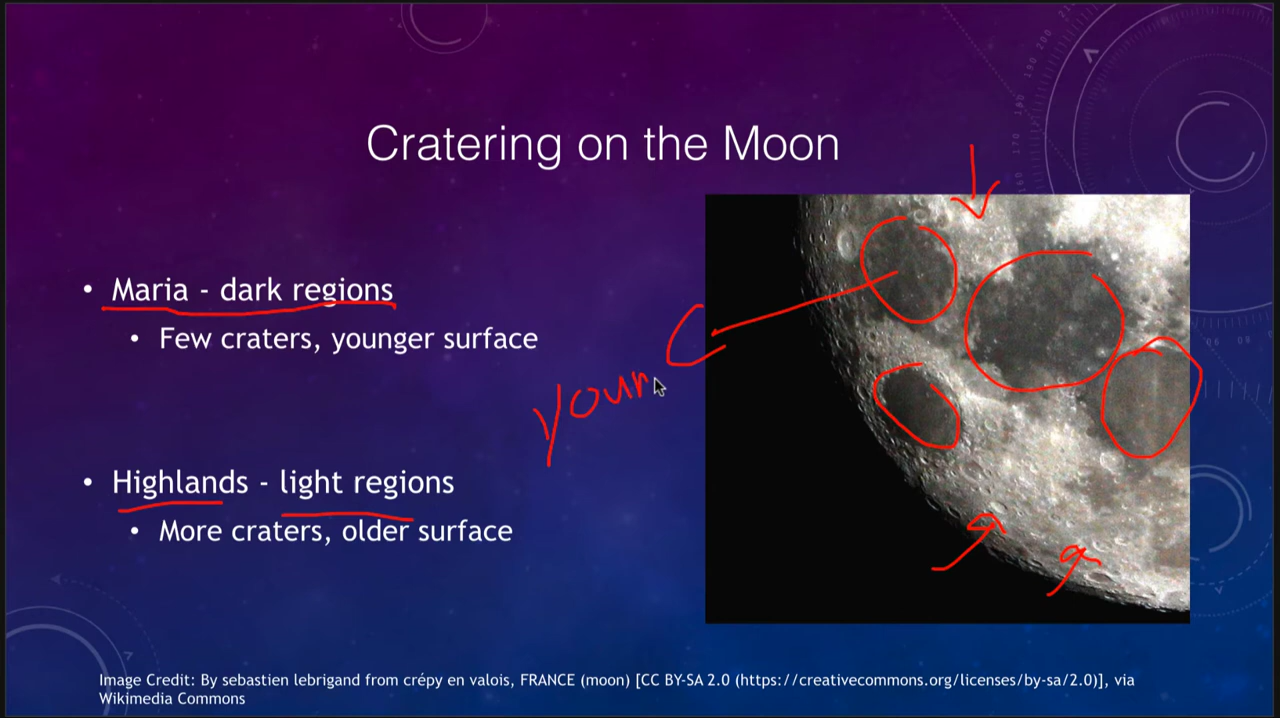 Cratering on the Moon
• Maria - dark regions
• Few craters, younger surface
your
• Highlands - light regions
• More craters, older surface
Image Credit: By sebastien lebrigand from crépy en valois, FRANCE (moon) [CC BY-SA 2.0 (https://creativecommons.org/licenses/by-sa/2.0)], via
Wikimedia Commons